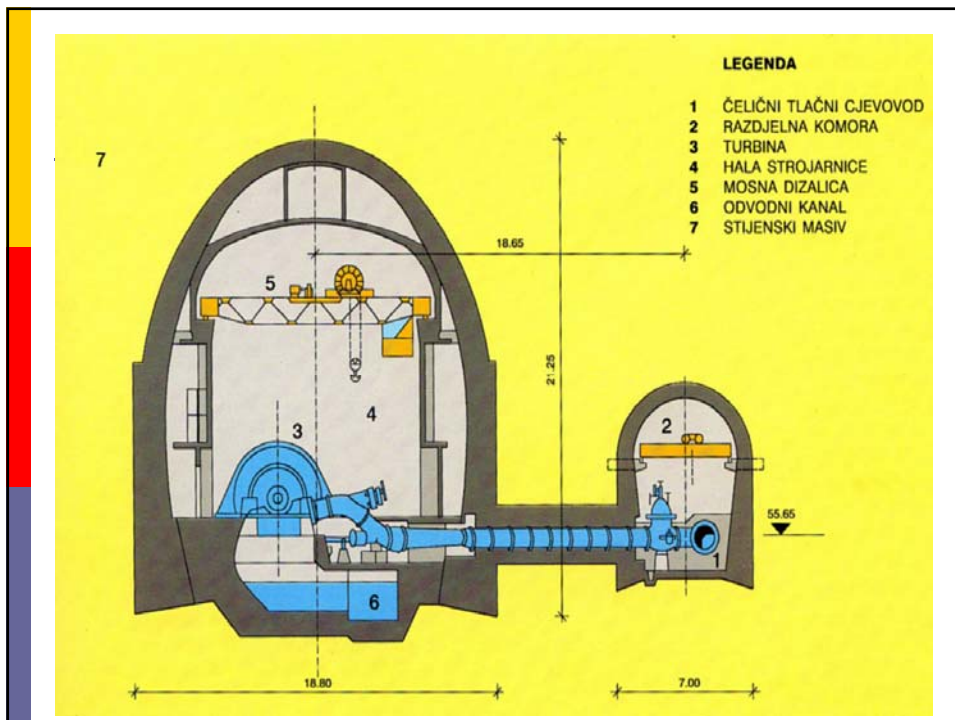 LEGENDA
1 ČELIČNI TLAČNI CJEVOVOD
2 RAZDJELNA KOMORA
3 TURBINA
4 HALA STROJARNICE
5 MOSNA DIZALICA
6 ODVODNI KANAL
7 STIJENSKI MASIV
7
18.65
5
21.25
4
3
2
55.65
1
6
18.80
7.00